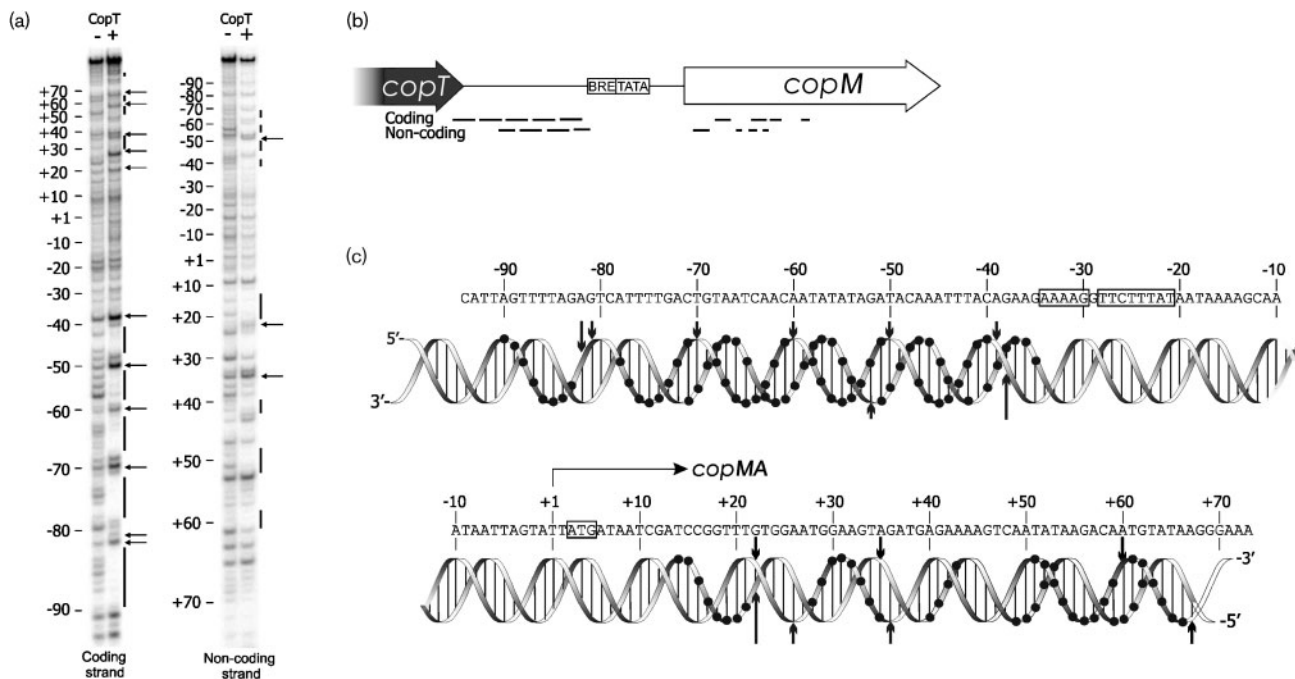 (a)
CopT
- +
+70
+60
+50
+40
+30
+20
+10
+1
-10
-20
-30
-40
-50
-60
-70
-80
-90
Coding
strand
CopT
- +
-90
-80
-70
-60
-50
-40
-30
-20
-10
+1
+10
+20
+30
+40
+50
+60
+70
Non-coding
strand
(b)
copT BRE TATA copM
Coding
Non-coding
(c)
-90 -80 -70 -60 -50 -40 -30 -20 -10
CATTAGTTTTAGAGTCATTTTGACTGTAATCAACAATATATAGATACAAATTTACAGAAGAAAAGGTTCTTTATAATAAAAGCAA
5′-
3′-
copMA
-10 +1 +10 +20 +30 +40 +50 +60 +70
ATAATTAGTATTATGATAATCGATCCGGTTTGTGGAATGGAAGTAGATGAGAAAAGTCAATATAAGACAATGTATAAGGGAAA
-3′
-5′